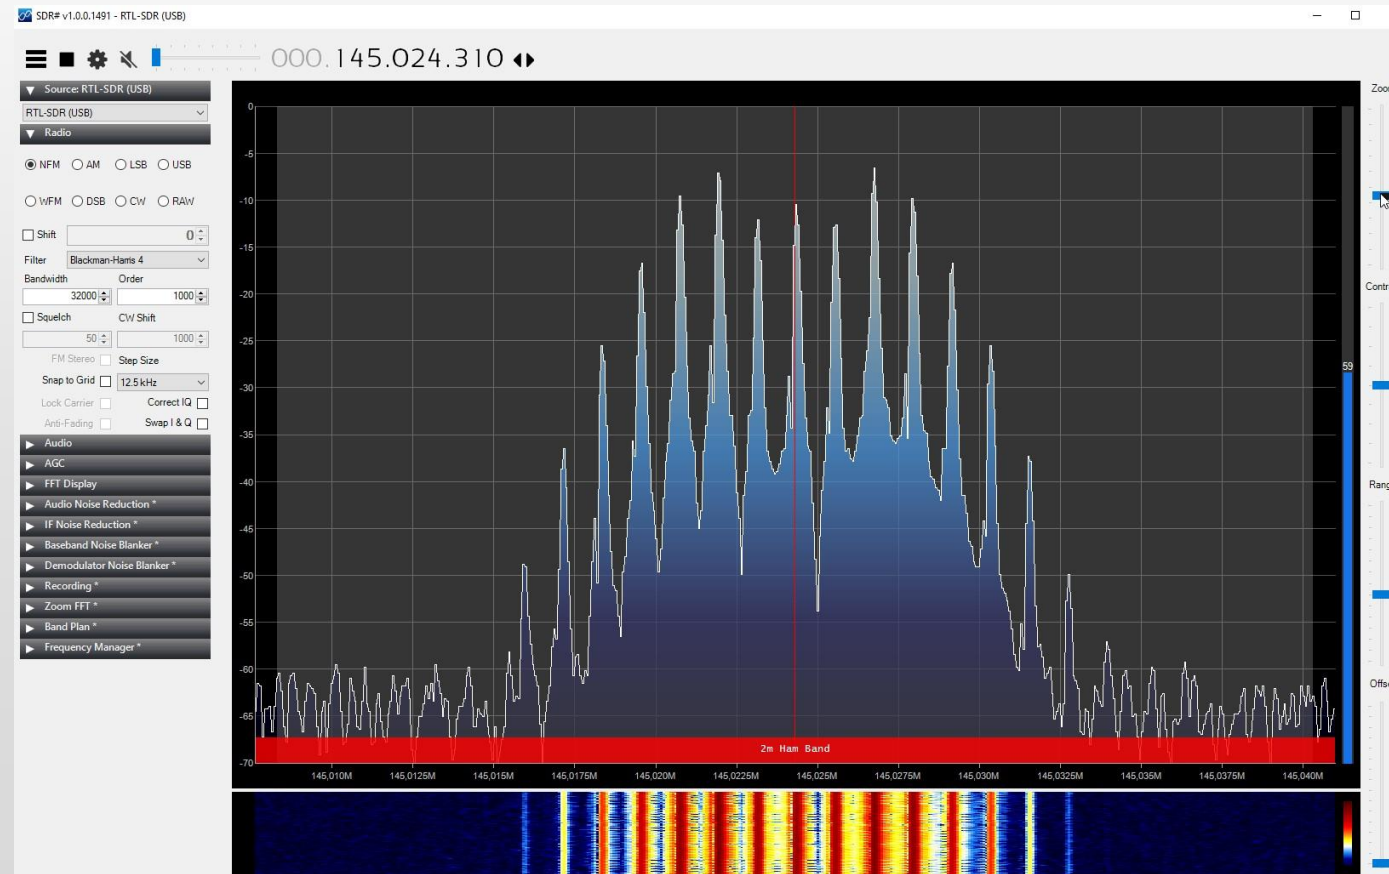 SDR# v1.0.0.1491 - RTL-SDR (USB)
000.145.024.310
Source: RTL-SDR (USB)
RTL-SDR (USB)
Radio
NFM AM LSB USB
WFM DSB CW RAW
Shift 0
Filter Blackman-Harris 4
Bandwidth Order
32000 1000
Squelch CW Shift
50 1000
FM Stereo Step Size
Snap to Grid 12.5 kHz
Lock Carrier Correct IQ
Anti-Fading Swap I & Q
Audio
AGC
FFT Display
Audio Noise Reduction *
IF Noise Reduction *
Baseband Noise Blanker *
Demodulator Noise Blanker *
Recording *
Zoom FFT *
Band Plan *
Frequency Manager *
0
-5
-10
-15
-20
-25
-30
-35
-40
-45
-50
-55
-60
-65
-70
2m Ham Band
145,010M 145,0125M 145,015M 145,0175M 145,020M 145,0225M 145,025M 145,0275M 145,030M 145,0325M 145,035M 145,0375M 145,040M
59